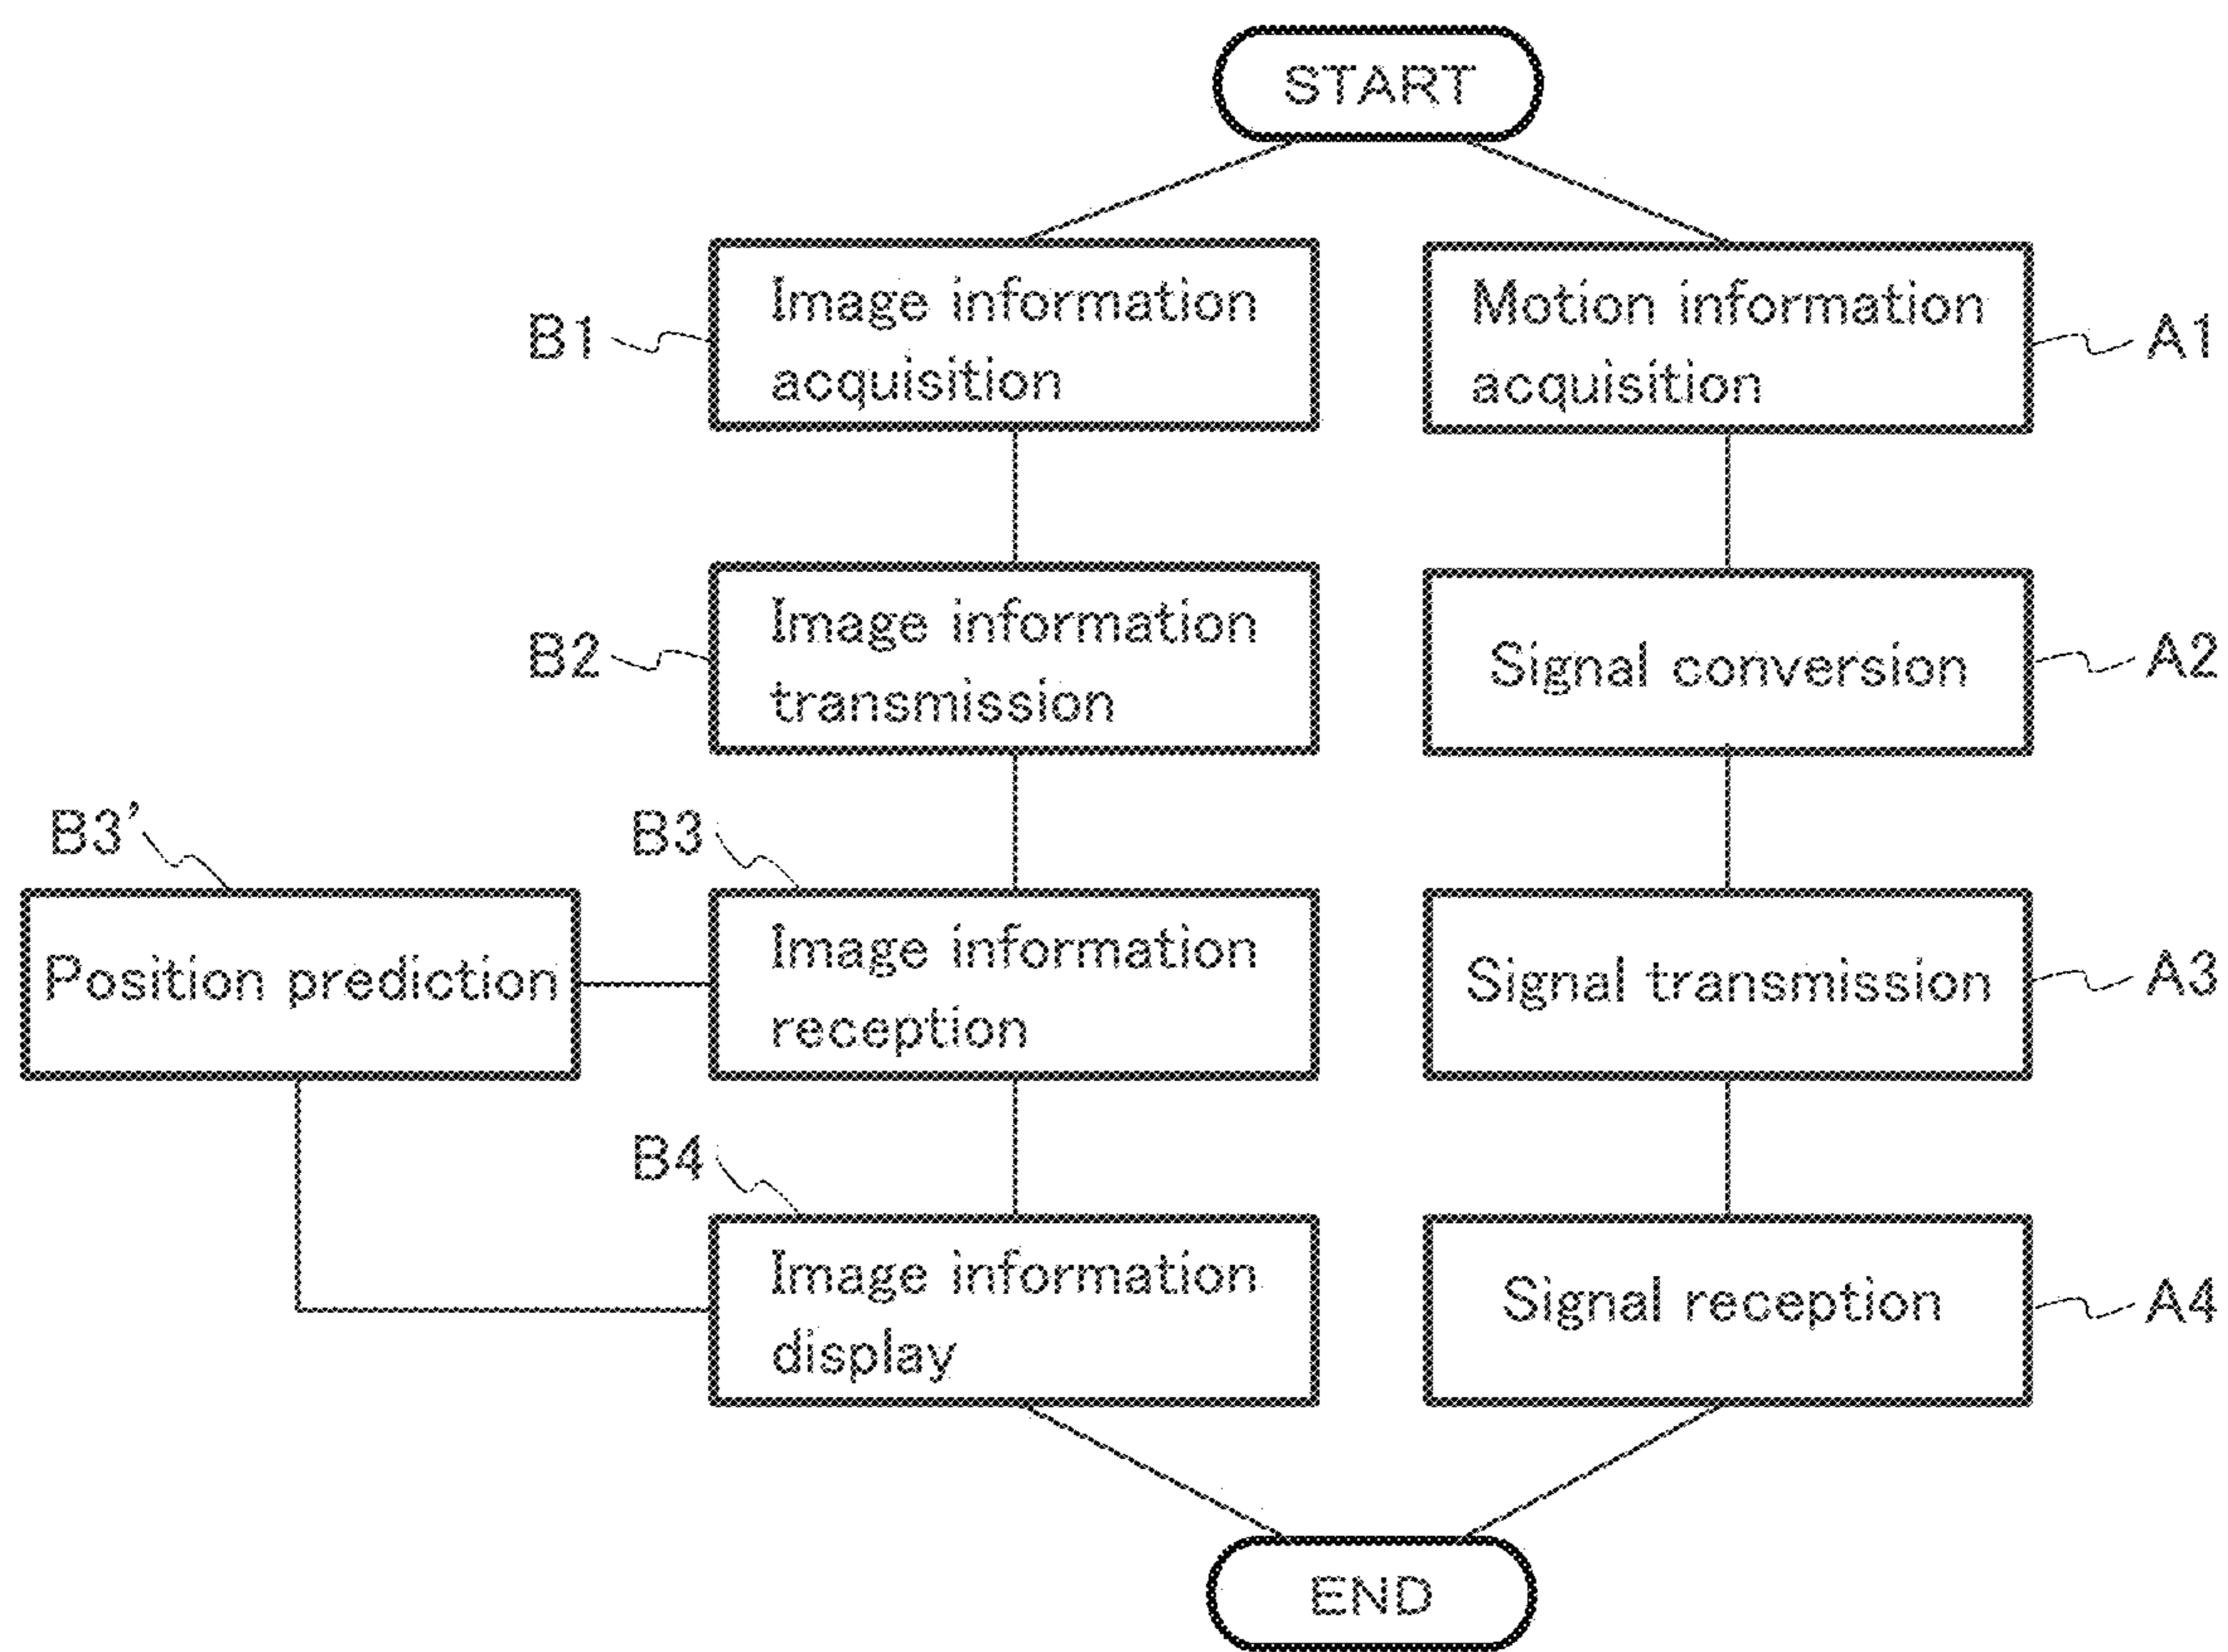 START
Image information
acquisition
B1
Motion information
acquisition
A1
Image information
transmission
B2
Signal conversion
A2
B3’
Position prediction
B3
Image information
reception
Signal transmission
A3
B4
Image information
display
Signal reception
A4
END